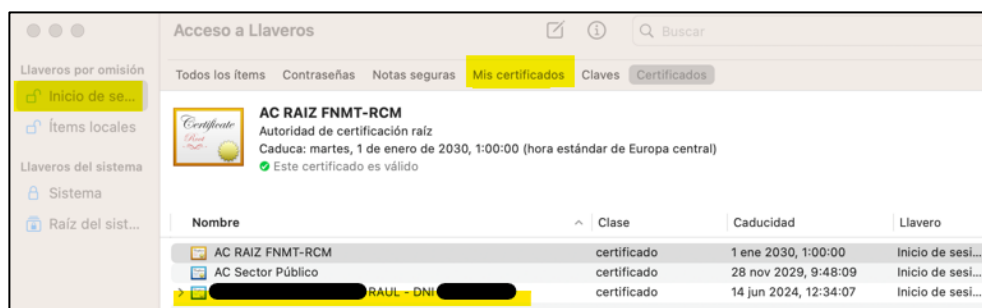 Acceso a Llaveros
Buscar
Llaveros por omisión
Inicio de se...
Ítems locales
Llaveros del sistema
Sistema
Raíz del sist...
Todos los ítems Contraseñas Notas seguras Mis certificados Claves Certificados
Certificate
Root
AC RAIZ FNMT-RCM
Autoridad de certificación raíz
Caduca: martes, 1 de enero de 2030, 1:00:00 (hora estándar de Europa central)
Este certificado es válido
Nombre Clase Caducidad Llavero
AC RAIZ FNMT-RCM certificado 1 ene 2030, 1:00:00 Inicio de sesi...
AC Sector Público certificado 28 nov 2029, 9:48:09 Inicio de sesi...
RAUL - DNI certificado 14 jun 2024, 12:34:07 Inicio de sesi...